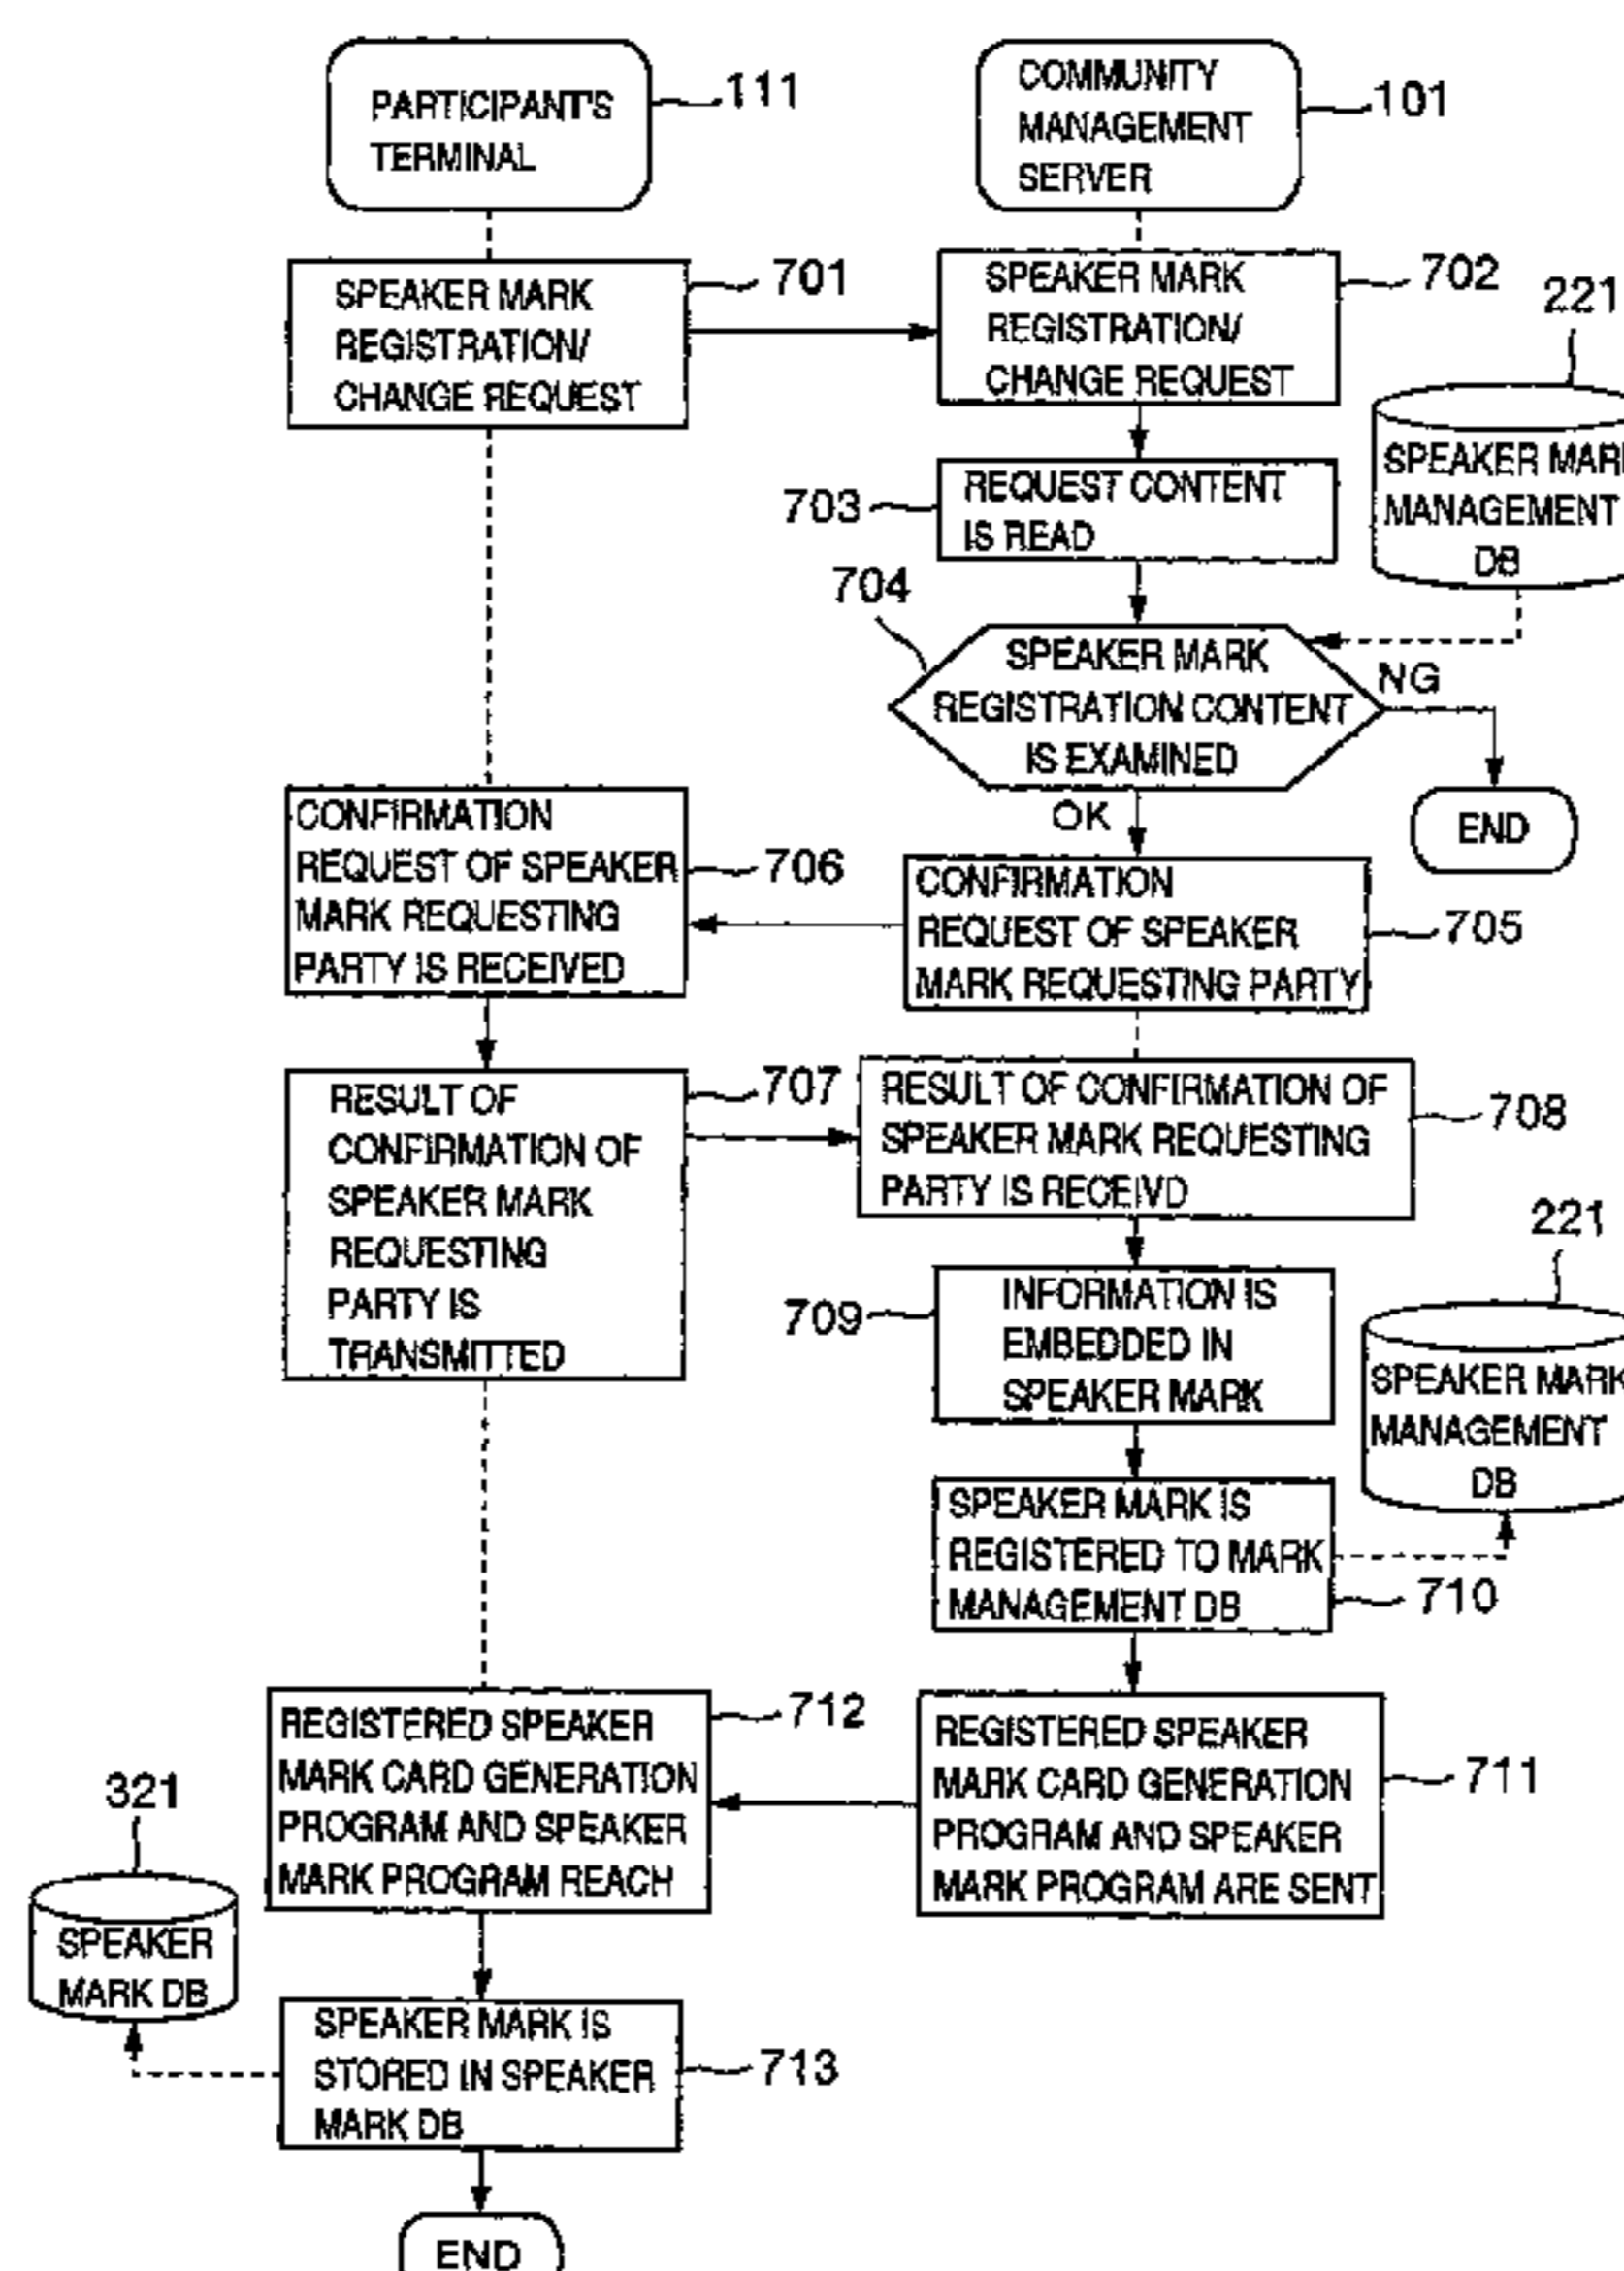 PARTICIPANT'S
TERMINAL
111
COMMUNITY
MANAGEMENT
SERVER
101
SPEAKER MARK
REGISTRATION/
CHANGE REQUEST
701
SPEAKER MARK
REGISTRATION/
CHANGE REQUEST
702
221
SPEAKER MARK
MANAGEMENT
DB
703
REQUEST CONTENT
IS READ
704
SPEAKER MARK
REGISTRATION CONTENT
IS EXAMINED
NG
END
OK
CONFIRMATION
REQUEST OF SPEAKER
MARK REQUESTING
PARTY IS RECEIVED
706
CONFIRMATION
REQUEST OF SPEAKER
MARK REQUESTING PARTY
705
RESULT OF
CONFIRMATION OF
SPEAKER MARK
REQUESTING
PARTY IS
TRANSMITTED
707
RESULT OF CONFIRMATION OF
SPEAKER MARK REQUESTING
PARTY IS RECEIVD
708
709
INFORMATION IS
EMBEDDED IN
SPEAKER MARK
221
SPEAKER MARK
MANAGEMENT
DB
SPEAKER MARK IS
REGISTERED TO MARK
MANAGEMENT DB
710
REGISTERED SPEAKER
MARK CARD GENERATION
PROGRAM AND SPEAKER
MARK PROGRAM REACH
712
REGISTERED SPEAKER
MARK CARD GENERATION
PROGRAM AND SPEAKER
MARK PROGRAM ARE SENT
711
321
SPEAKER
MARK DB
SPEAKER MARK IS
STORED IN SPEAKER
MARK DB
713
END